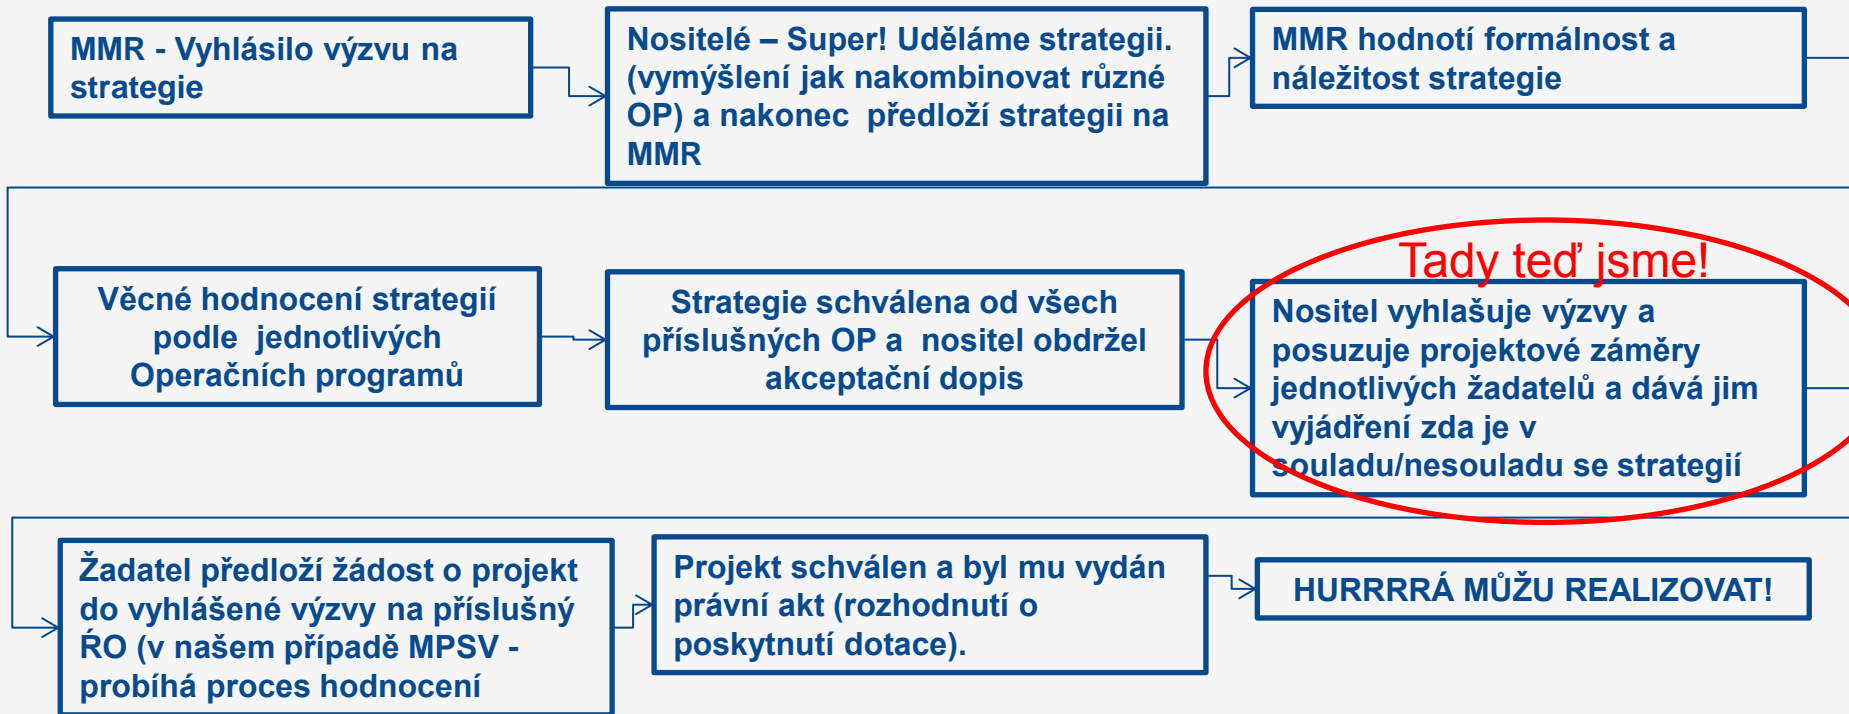 MMR - Vyhlásilo výzvu na
strategie
Nositelé – Super! Uděláme strategii.
(vymýšlení jak nakombinovat různé
OP) a nakonec předloží strategii na
MMR
MMR hodnotí formálnost a
náležitost strategie
Věcné hodnocení strategií
podle jednotlivých
Operačních programů
Strategie schválena od všech
příslušných OP a nositel obdržel
akceptační dopis
Tady teď jsme!
Nositel vyhlašuje výzvy a
posuzuje projektové záměry
jednotlivých žadatelů a dává jim
vyjádření zda je v
souladu/nesouladu se strategií
Žadatel předloží žádost o projekt
do vyhlášené výzvy na příslušný
ŔO (v našem případě MPSV -
probíhá proces hodnocení
Projekt schválen a byl mu vydán
právní akt (rozhodnutí o
poskytnutí dotace).
HURRRRÁ MŮŽU REALIZOVAT!